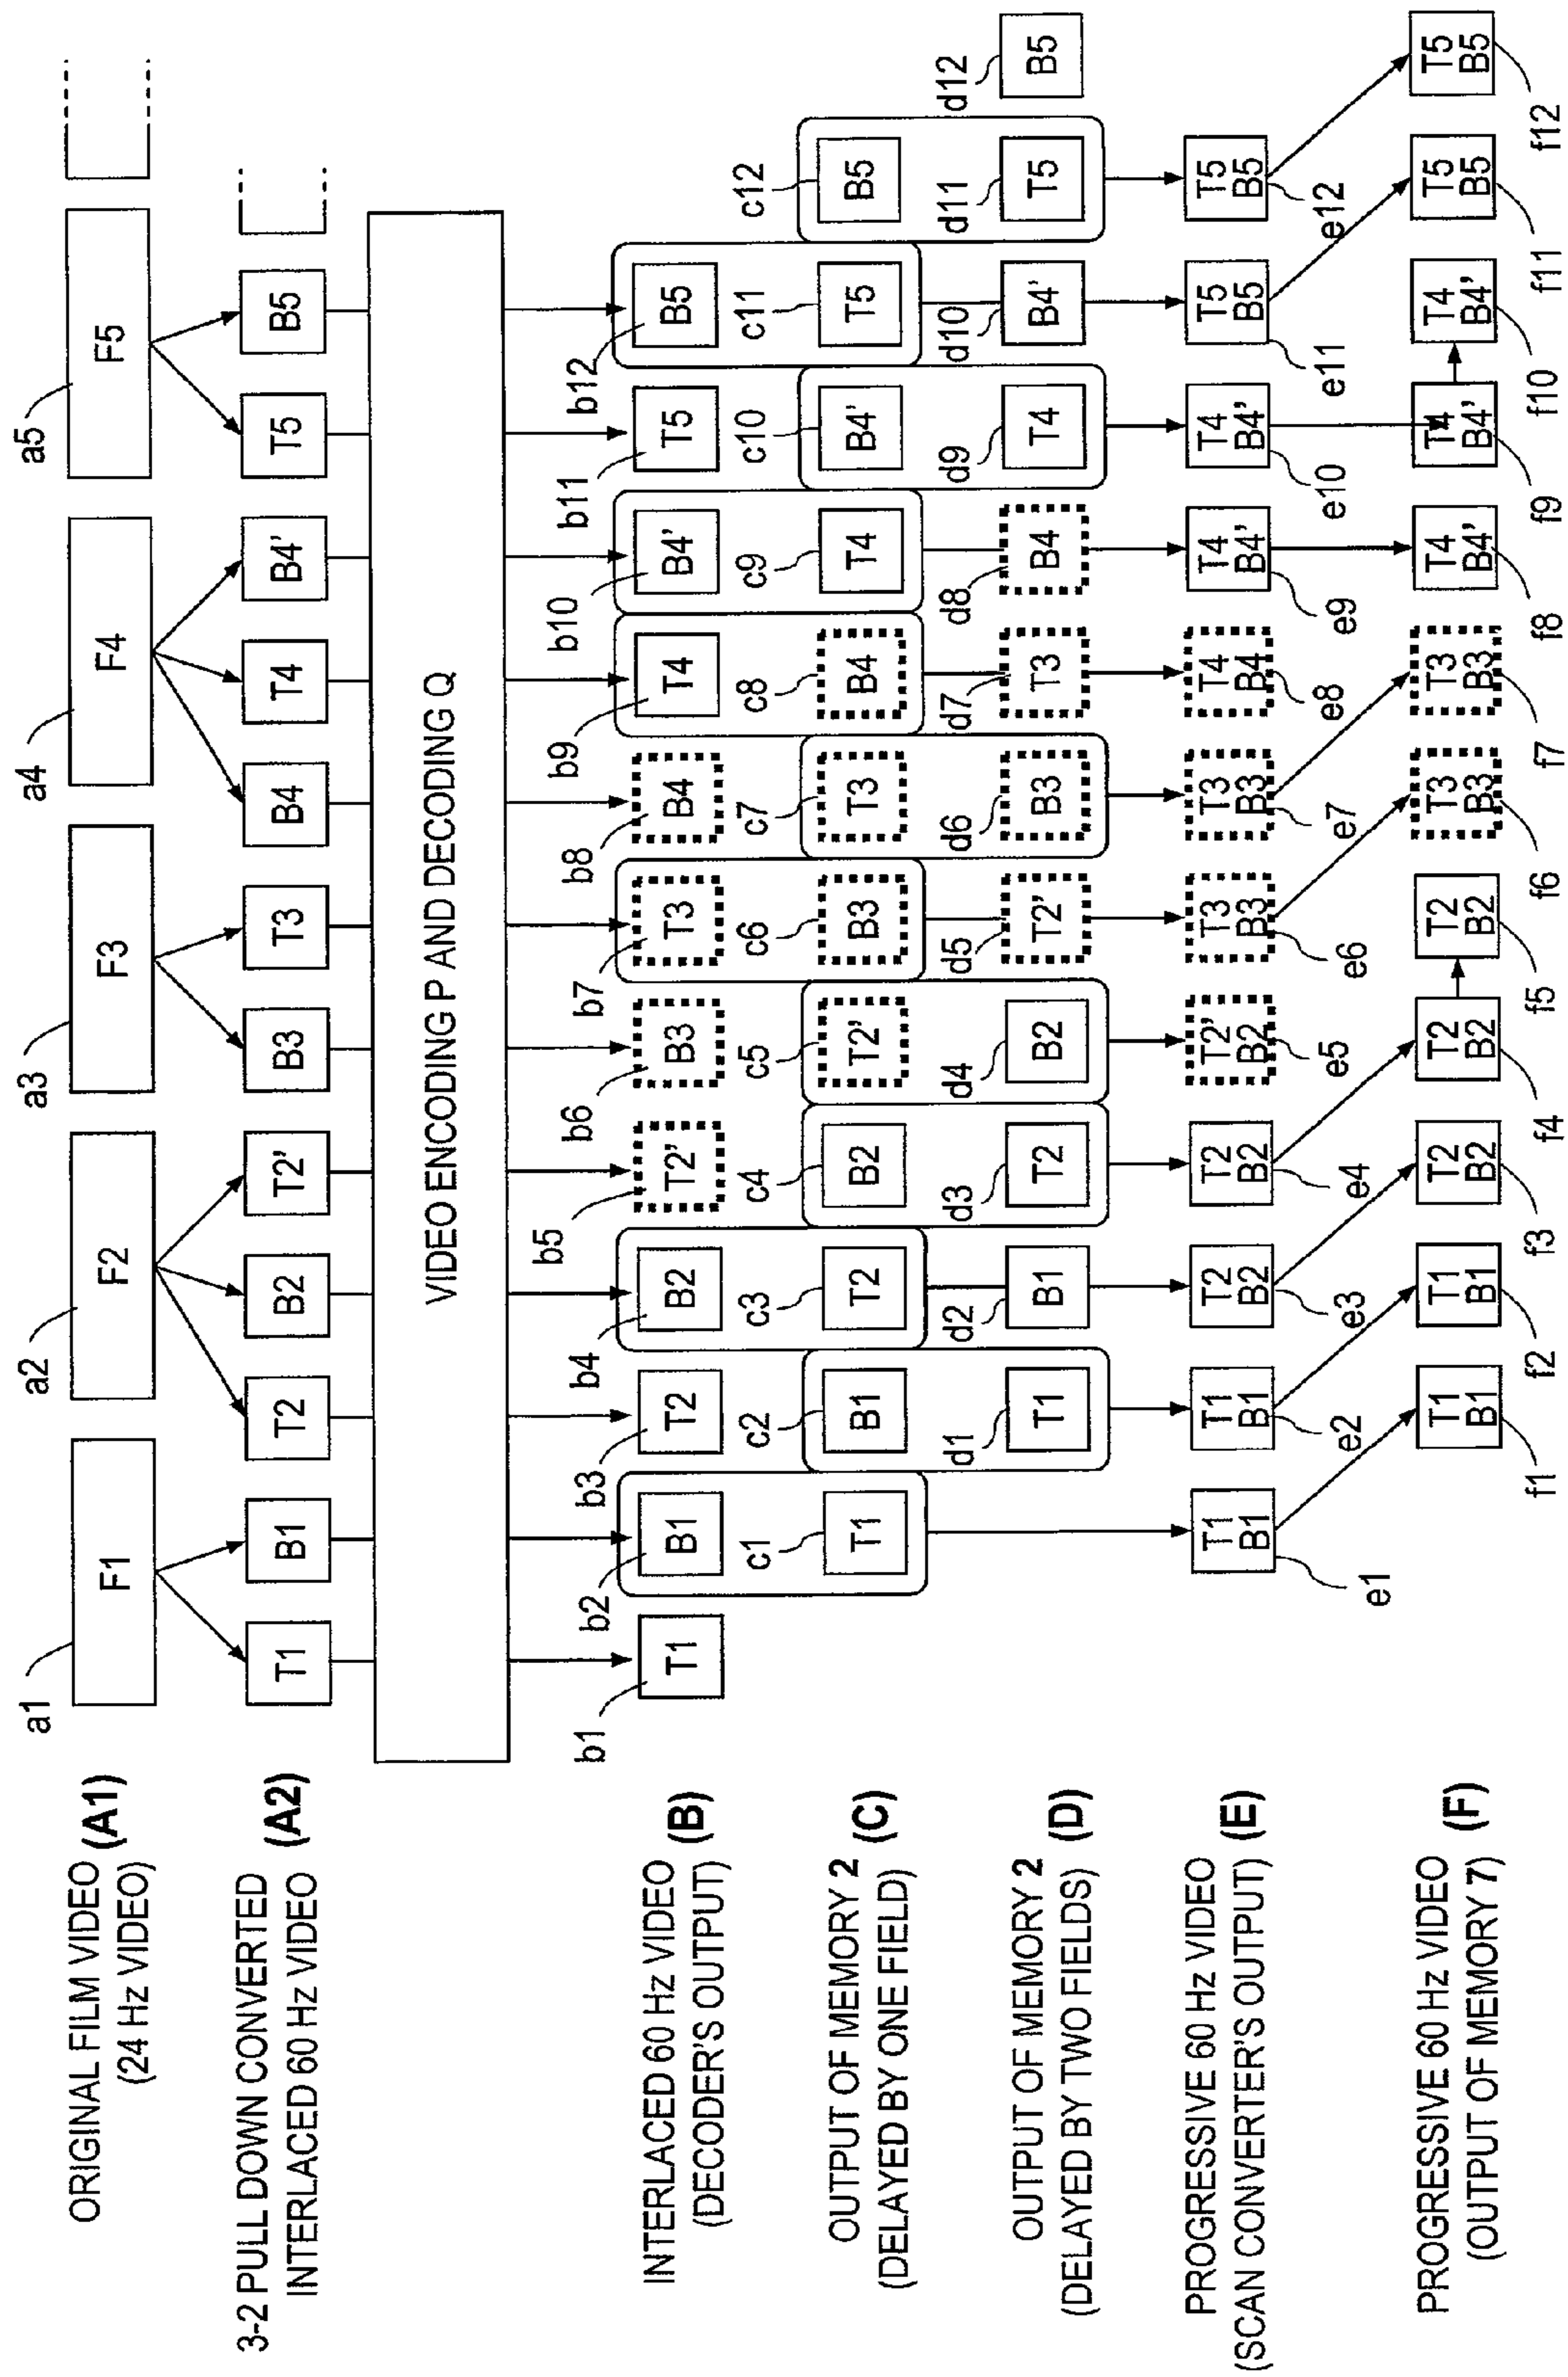 ORIGINAL FILM VIDEO (A1)
(24 Hz VIDEO)
a1 a2 a3 a4 a5
F1 F2 F3 F4 F5
3-2 PULL DOWN CONVERTED (A2)
INTERLACED 60 Hz VIDEO
T1 B1 T2 B2 T2' B3 T3 B4 T4 B4' T5 B5
VIDEO ENCODING P AND DECODING Q
INTERLACED 60 Hz VIDEO (B)
(DECODER'S OUTPUT)
b1 b2 b3 b4 b5 b6 b7 b8 b9 b10 b11 b12
T1 B1 T2 B2 T2' B3 T3 B4 T4 B4' T5 B5
OUTPUT OF MEMORY 2 (C)
(DELAYED BY ONE FIELD)
c1 c2 c3 c4 c5 c6 c7 c8 c9 c10 c11 c12
T1 B1 T2 B2 T2' B3 T3 B4 T4 B4' T5 B5
OUTPUT OF MEMORY 2 (D)
(DELAYED BY TWO FIELDS)
d1 d2 d3 d4 d5 d6 d7 d8 d9 d10 d11 d12
T1 B1 T2 B2 T2' B3 T3 B4 T4 B4' T5 B5
PROGRESSIVE 60 Hz VIDEO (E)
(SCAN CONVERTER'S OUTPUT)
T1 T1 T2 T2 T2' T3 T3 T4 T4 T4 T5 T5
B1 B1 B2 B2 B2 B3 B3 B4 B4' B4' B5 B5
e1 e2 e3 e4 e5 e6 e7 e8 e9 e10 e11 e12
PROGRESSIVE 60 Hz VIDEO (F)
(OUTPUT OF MEMORY 7)
T1 T1 T2 T2 T2 T3 T3 T4 T4 T4 T5 T5
B1 B1 B2 B2 B2 B3 B3 B4' B4' B4' B5 B5
f1 f2 f3 f4 f5 f6 f7 f8 f9 f10 f11 f12